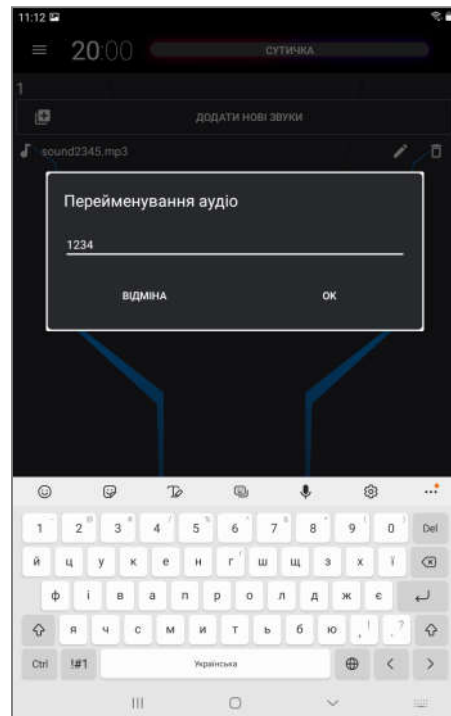 11:12
20:00 СУТИЧКА
1
ДОДАТИ НОВІ ЗВУКИ
sound2345.mp3
Перейменування аудіо
1234
ВІДМІНА ОК
1 2 3 4 5 6 7 8 9 0 Del
й ц у к е н г ш щ з х ї
ф і в а п р о л д ж є
я ч с м и т ь б ю , ! . ?
Ctrl !#1 Українська < >